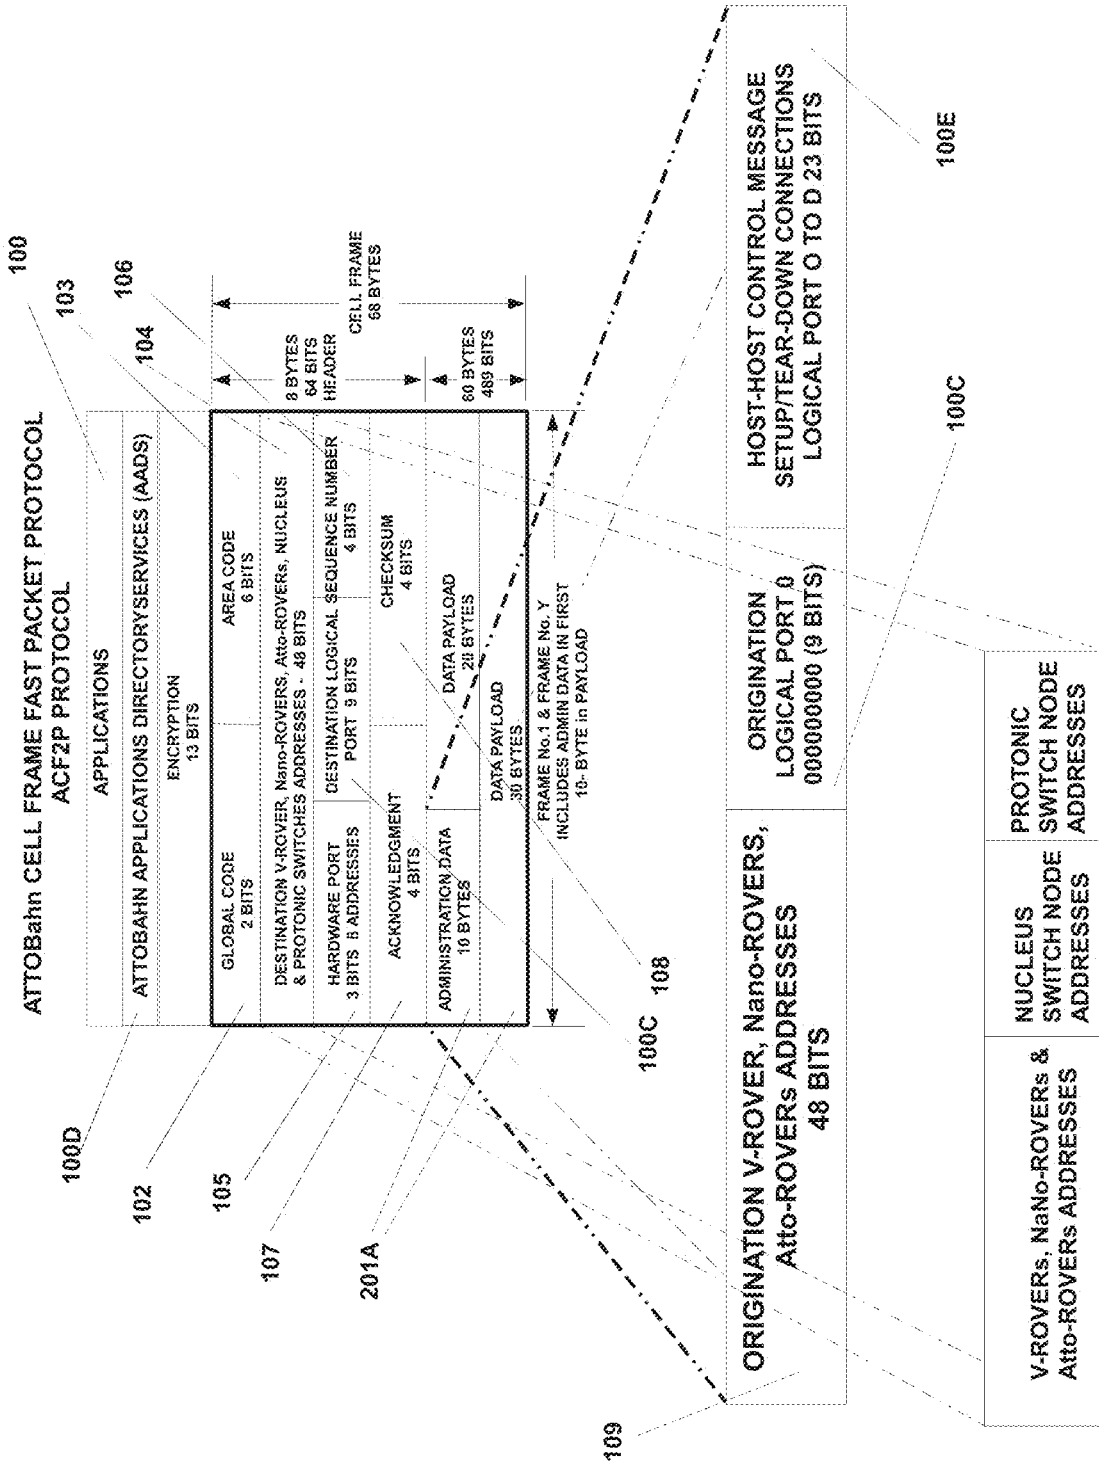 ATTOBahn CELL FRAME FAST PACKET PROTOCOL
ACF2P PROTOCOL
100
103
104
106
APPLICATIONS
ATTOBAHN APPLICATIONS DIRECTORYSERVICES (AADS)
ENCRYPTION
13 BITS
GLOBAL CODE
2 BITS
AREA CODE
6 BITS
DESTINATION V-ROVER, Nano-ROVERS, Atto-ROVERs, NUCLEUS
& PROTONIC SWITCHES ADDRESSES - 48 BITS
HARDWARE PORT
3 BITS 8 ADDRESSES
DESTINATION LOGICAL
PORT 9 BITS
SEQUENCE NUMBER
4 BITS
ACKNOWLEDGMENT
4 BITS
CHECKSUM
4 BITS
ADMINISTRATION DATA
10 BYTES
DATA PAYLOAD
20 BYTES
DATA PAYLOAD
30 BYTES
8 BYTES
64 BITS
HEADER
60 BYTES
489 BITS
CELL FRAME
68 BYTES
FRAME No.1 & FRAME No. Y
INCLUDES ADMIN DATA IN FIRST
10- BYTE in PAYLOAD
100D
102
105
107
201A
100C
108
109
ORIGINATION V-ROVER, Nano-ROVERS,
Atto-ROVERs ADDRESSES
48 BITS
ORIGINATION
LOGICAL PORT 0
000000000 (9 BITS)
HOST-HOST CONTROL MESSAGE
SETUP/TEAR-DOWN CONNECTIONS
LOGICAL PORT O TO D 23 BITS
100C
100E
V-ROVERs, NaNo-ROVERs &
Atto-ROVERs ADDRESSES
NUCLEUS
SWITCH NODE
ADDRESSES
PROTONIC
SWITCH NODE
ADDRESSES